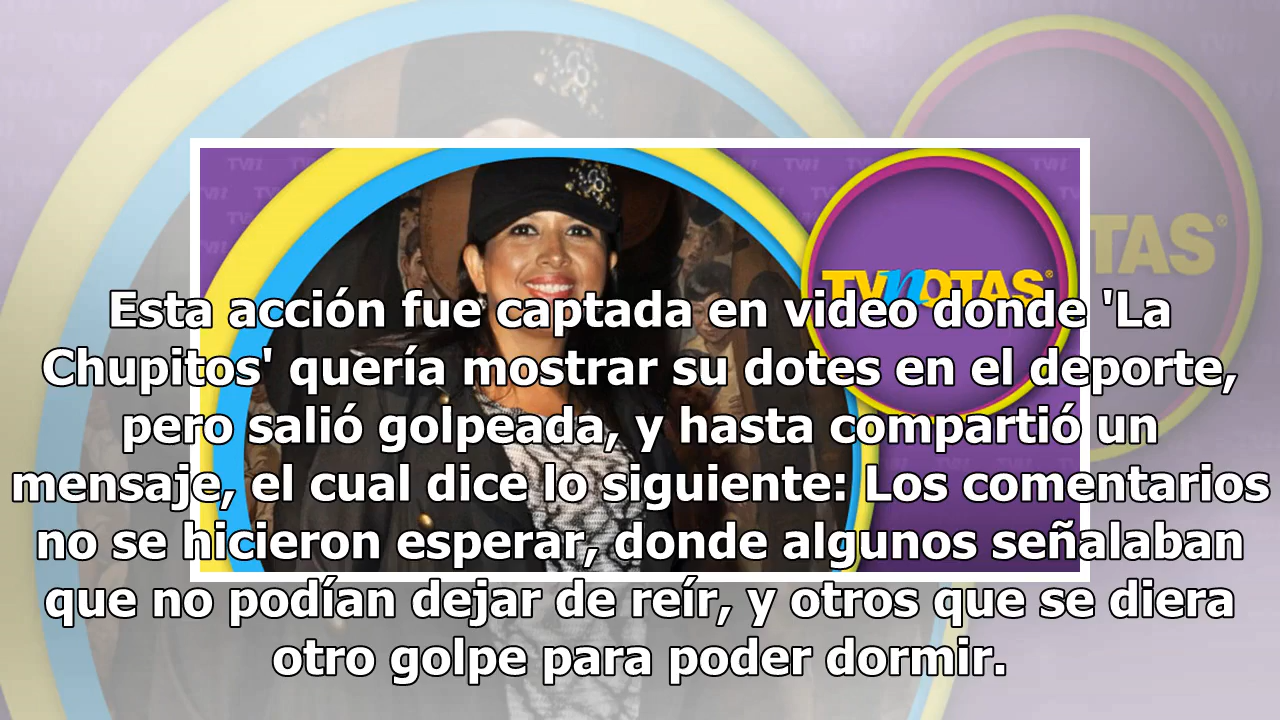 TVnOTAS®
TAS®
Esta acción fue captada en video donde 'La
Chupitos' quería mostrar su dotes en el deporte,
pero salió golpeada, y hasta compartió un
mensaje, el cual dice lo siguiente: Los comentarios
no se hicieron esperar, donde algunos señalaban
que no podían dejar de reír, y otros que se diera
otro golpe para poder dormir.